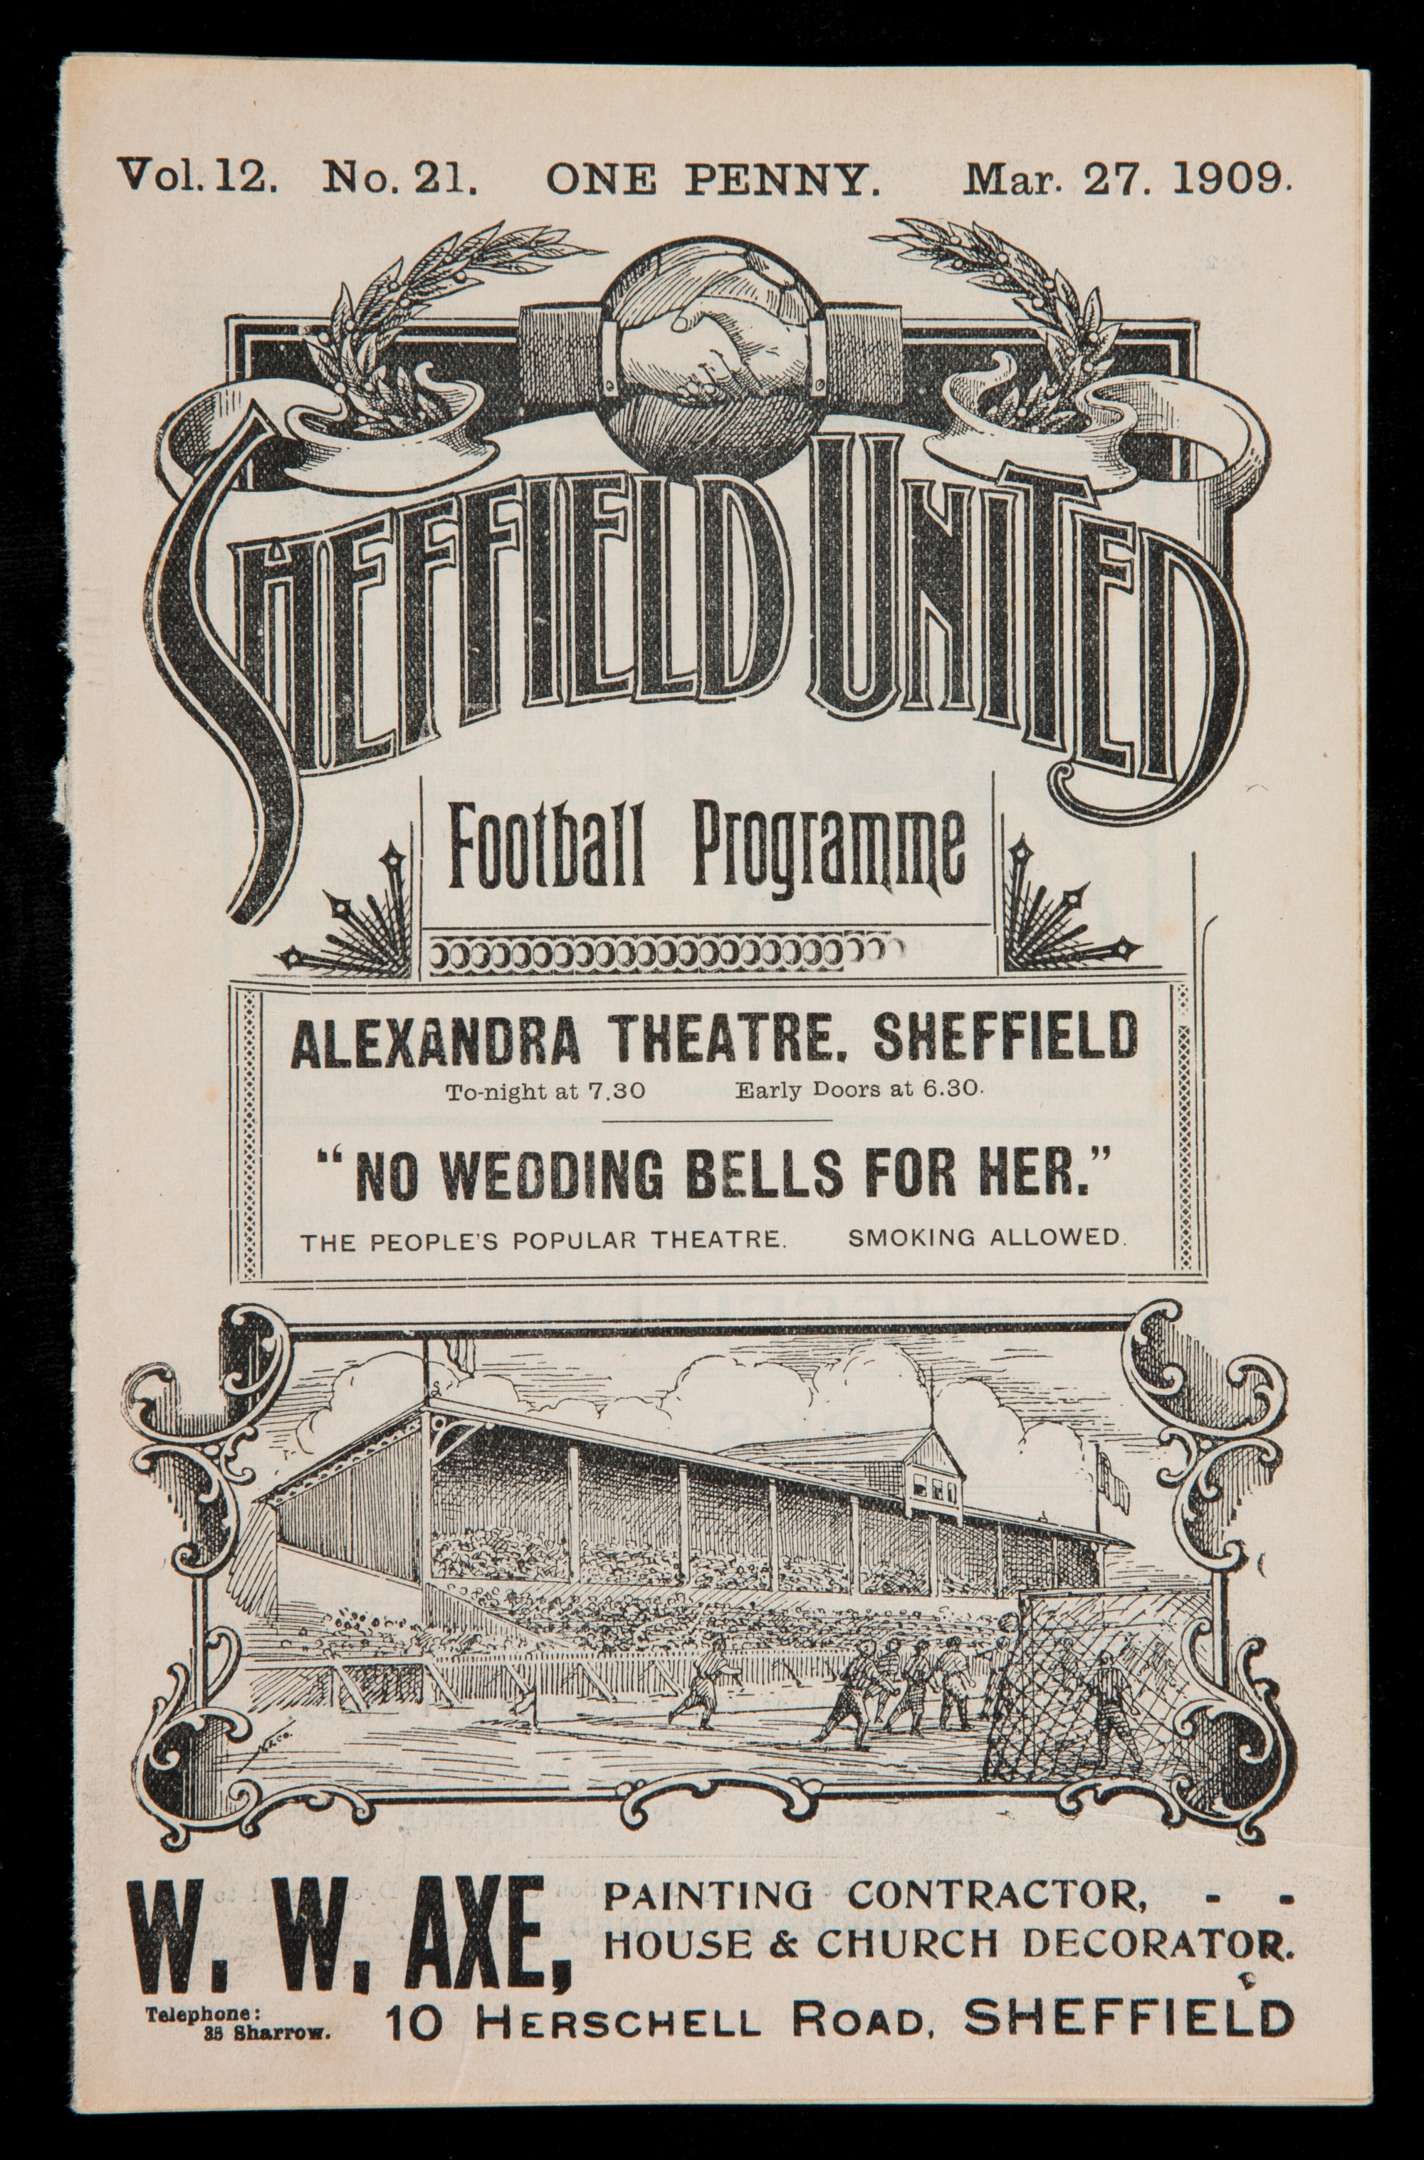 Vol. 12. No. 21. ONE PENNY. Mar. 27. 1909.
SHEFFIELD UNITED
Football Programme
ALEXANDRA THEATRE, SHEFFIELD
To-night at 7.30 Early Doors at 6.30.
"NO WEDDING BELLS FOR HER."
THE PEOPLE'S POPULAR THEATRE. SMOKING ALLOWED.
W. W. AXE, PAINTING CONTRACTOR, - -
HOUSE & CHURCH DECORATOR.
Telephone:
Sharrow.
10 HERSCHELL ROAD, SHEFFIELD